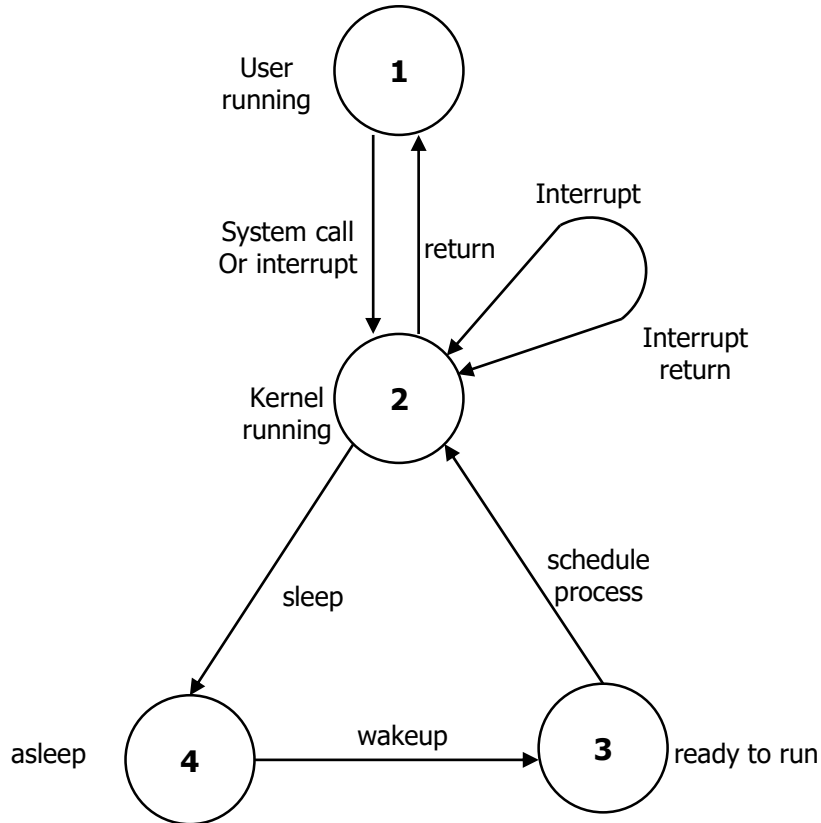 1
User
running
System call
Or interrupt
return
Interrupt
Interrupt
return
2
Kernel
running
sleep
schedule
process
asleep
4
wakeup
3
ready to run